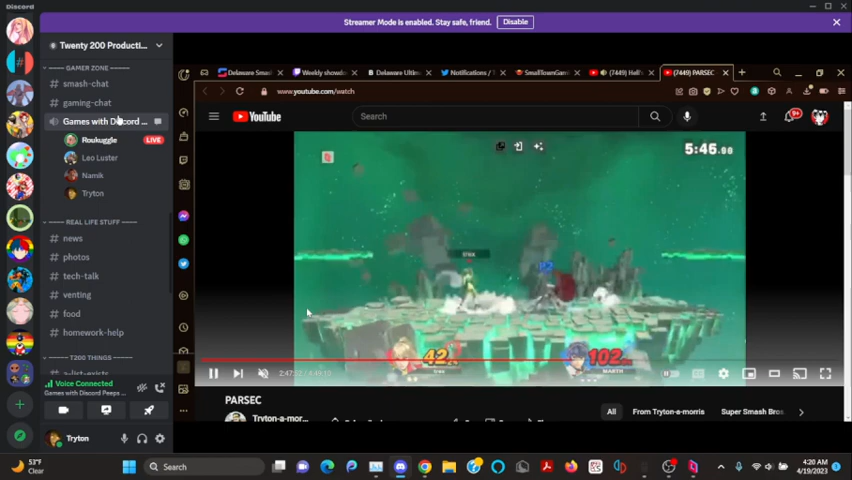 Discord
Streamer Mode is enabled. Stay safe, friend. Disable
Twenty 200 Producti...
GAMER ZONE
# smash-chat
# gaming-chat
Games with Discord ...
Roukuggle LIVE
Leo Luster
Namik
Tryton
REAL LIFE STUFF
# news
# photos
# tech-talk
# venting
# food
# homework-help
T200 THINGS
Voice Connected
Games with Discord Peeps
Tryton
Delaware Smas
Weekly showdo
Delaware Ultim
Notifications /
SmallTownGam
(7449) Hell'
(7449) PARSEC
www.youtube.com/watch
YouTube
Search
9+
5:46.90
P2
42
102
MARTH
PARSEC
Tryton-a-mor...
All From Tryton-e-morris Super Smash Bros.
53°F
Clear
Search
4:20 AM
4/19/2023